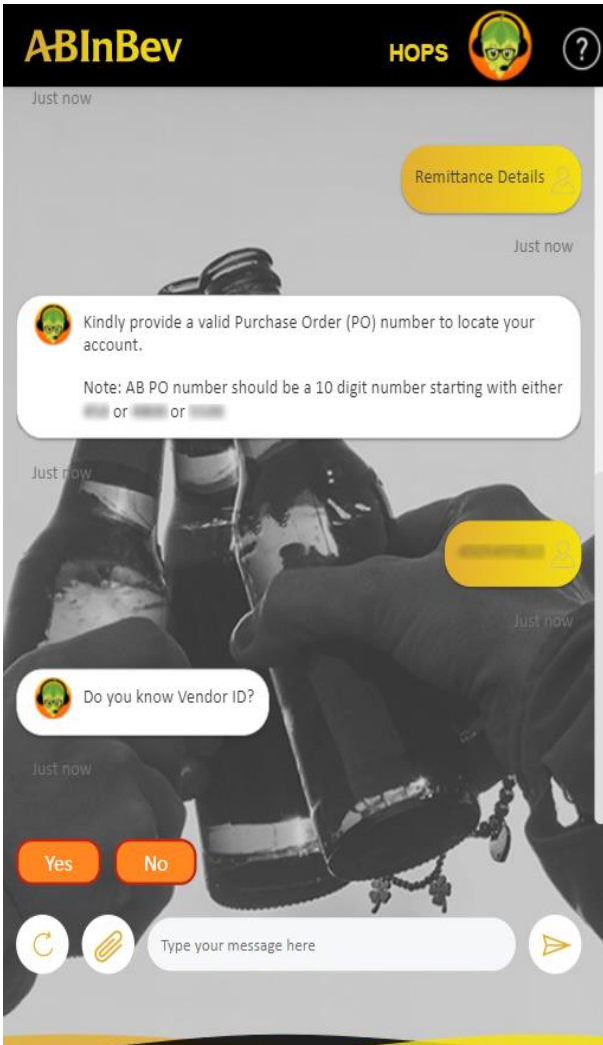 ABInBev
HOPS
?
Just now
Remittance Details
Just now
Kindly provide a valid Purchase Order (PO) number to locate your
account.
Note: AB PO number should be a 10 digit number starting with either
or or
Just now
Just now
Do you know Vendor ID?
Just now
Yes
No
Type your message here